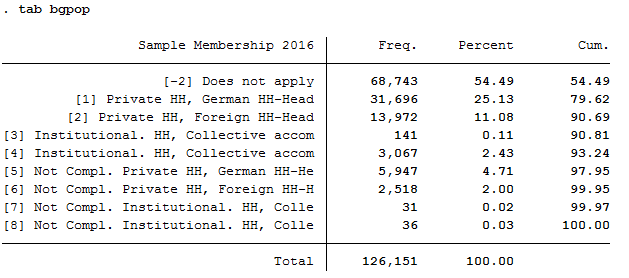 . tab bgpop
Sample Membership 2016 Freq. Percent Cum.
[-2] Does not apply 68,743 54.49 54.49
[1] Private HH, German HH-Head 31,696 25.13 79.62
[2] Private HH, Foreign HH-Head 13,972 11.08 90.69
[3] Institutional. HH, Collective accom 141 0.11 90.81
[4] Institutional. HH, Collective accom 3,067 2.43 93.24
[5] Not Compl. Private HH, German HH-He 5,947 4.71 97.95
[6] Not Compl. Private HH, Foreign HH-H 2,518 2.00 99.95
[7] Not Compl. Institutional. HH, Colle 31 0.02 99.97
[8] Not Compl. Institutional. HH, Colle 36 0.03 100.00
Total 126,151 100.00